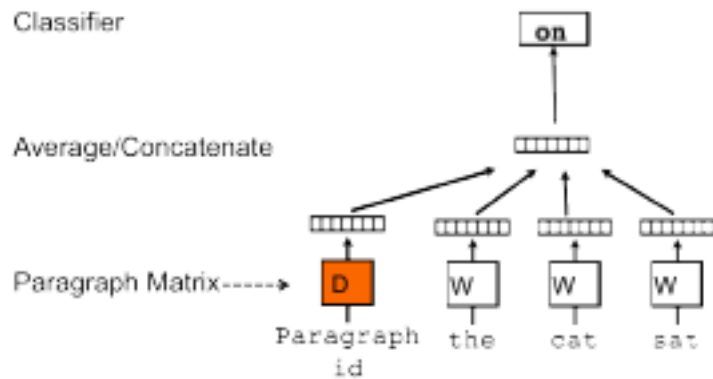 Classifier
on
Average/Concatenate
Paragraph Matrix
D
W
W
W
Paragraph
id
the
cat
sat